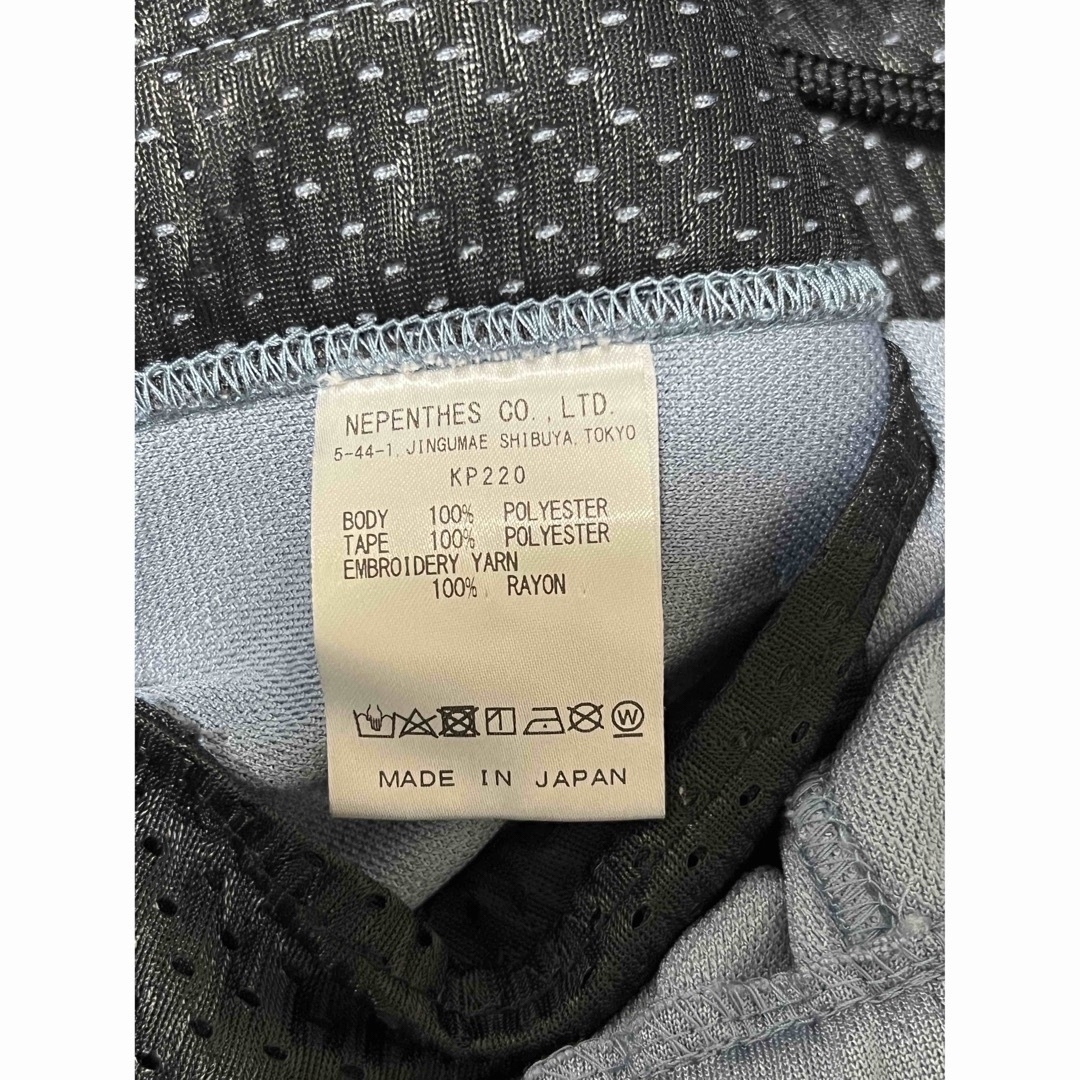 NEPENTHES CO.,LTD.
5-44-1, JINGUMAE SHIBUYA, TOKYO
KP220
BODY 100% POLYESTER
TAPE 100% POLYESTER
EMBROIDERY YARN
100% RAYON
W
MADE IN JAPAN